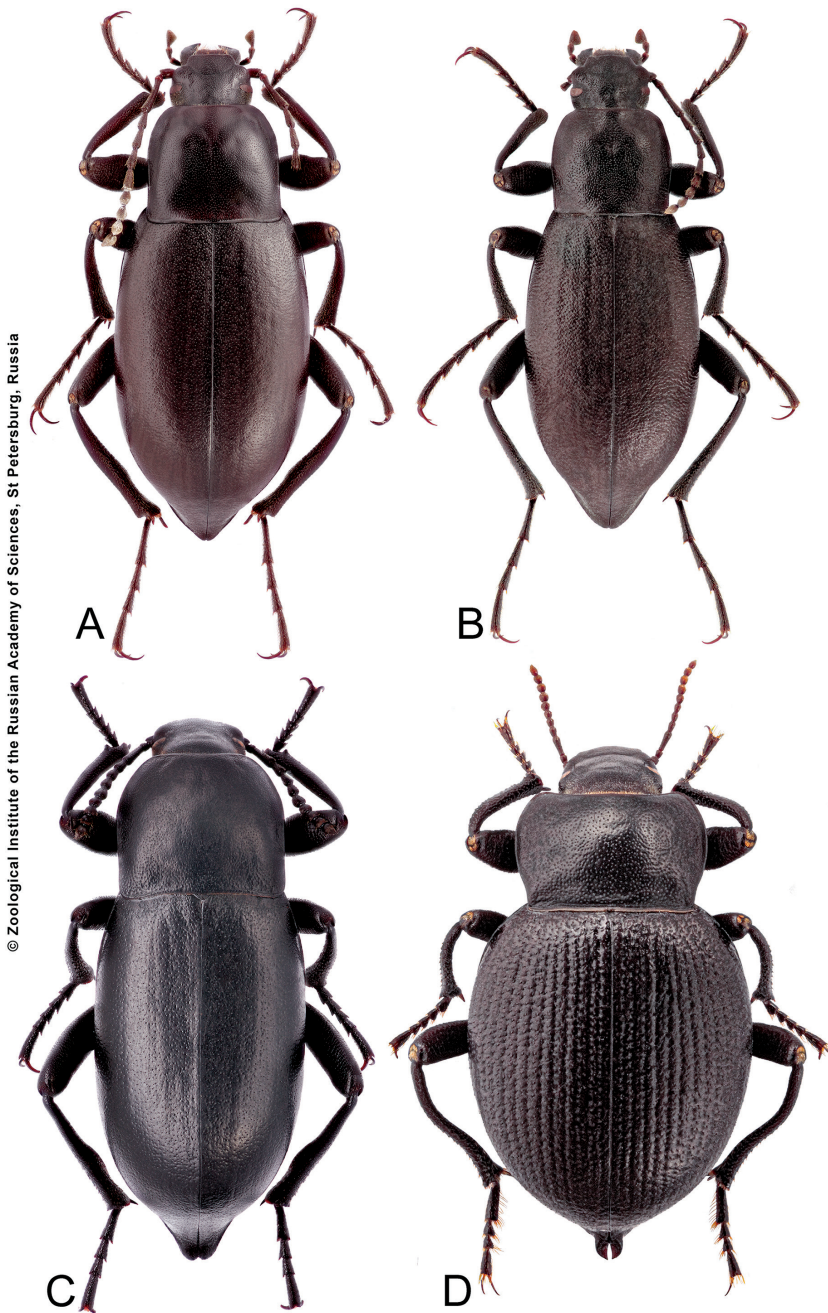 © Zoological Institute of the Russian Academy of Sciences, St Petersburg, Russia
A
B
C
D